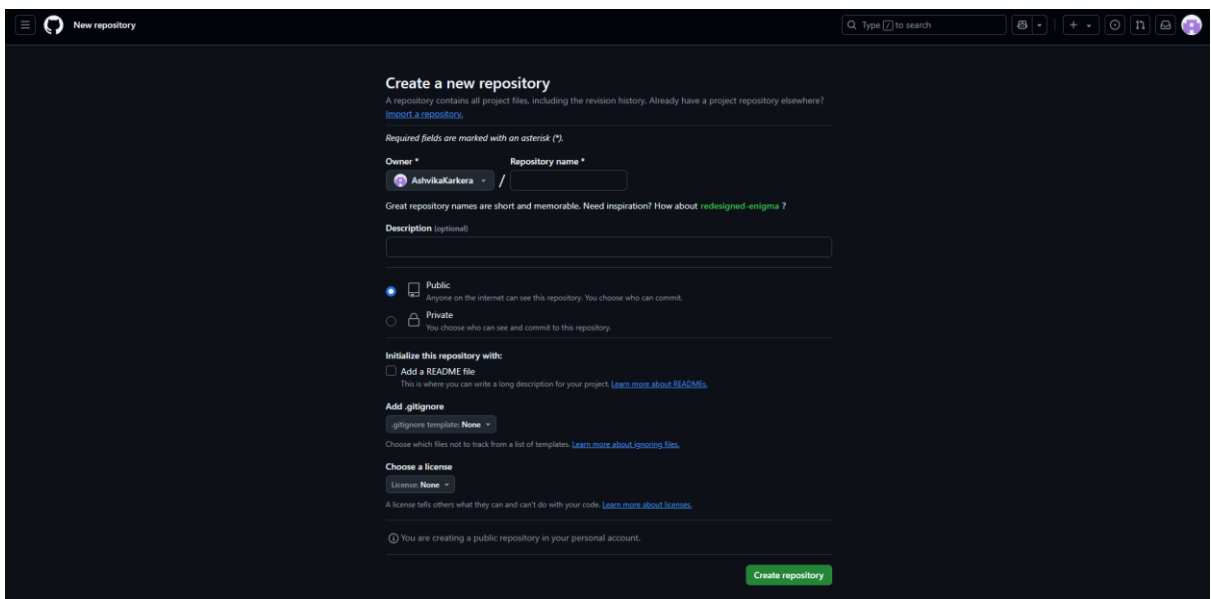 New repository
Type / to search
Create a new repository
A repository contains all project files, including the revision history. Already have a project repository elsewhere?
Import a repository.
Required fields are marked with an asterisk (*).
Owner * Repository name *
AshvikaKarkera /
Great repository names are short and memorable. Need inspiration? How about redesigned-enigma ?
Description (optional)
Public
Anyone on the internet can see this repository. You choose who can commit.
Private
You choose who can see and commit to this repository.
Initialize this repository with:
Add a README file
This is where you can write a long description for your project. Learn more about READMEs.
Add .gitignore
.gitignore template: None
Choose which files not to track from a list of templates. Learn more about ignoring files.
Choose a license
License: None
A license tells others what they can and can't do with your code. Learn more about licenses.
You are creating a public repository in your personal account.
Create repository